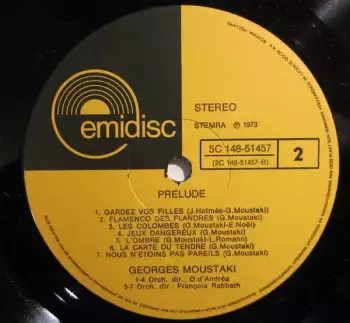 emidisc
STEREO
STEMRA ℗ 1973
5C 148-51457
(2C 148-51457-B)
2
PRELUDE
1. GARDEZ VOS FILLES (J.Holmès-G.Moustaki)
2. FLAMENCO DES FLANDRES (G.Moustaki)
3. LES COLOMBES (G.Moustaki-E.Noël)
4. JEUX DANGEREUX (G.Moustaki)
5. L'OMBRE (G.Moustaki-L.Romann)
6. LA CARTE DU TENDRE (G.Moustaki)
7. NOUS N'ETOINS PAS PAREILS (G.Moustaki)
GEORGES MOUSTAKI
1-4 Orch. dir.: O.d'Andréa
5-7 Orch. dir.: François Rabbath